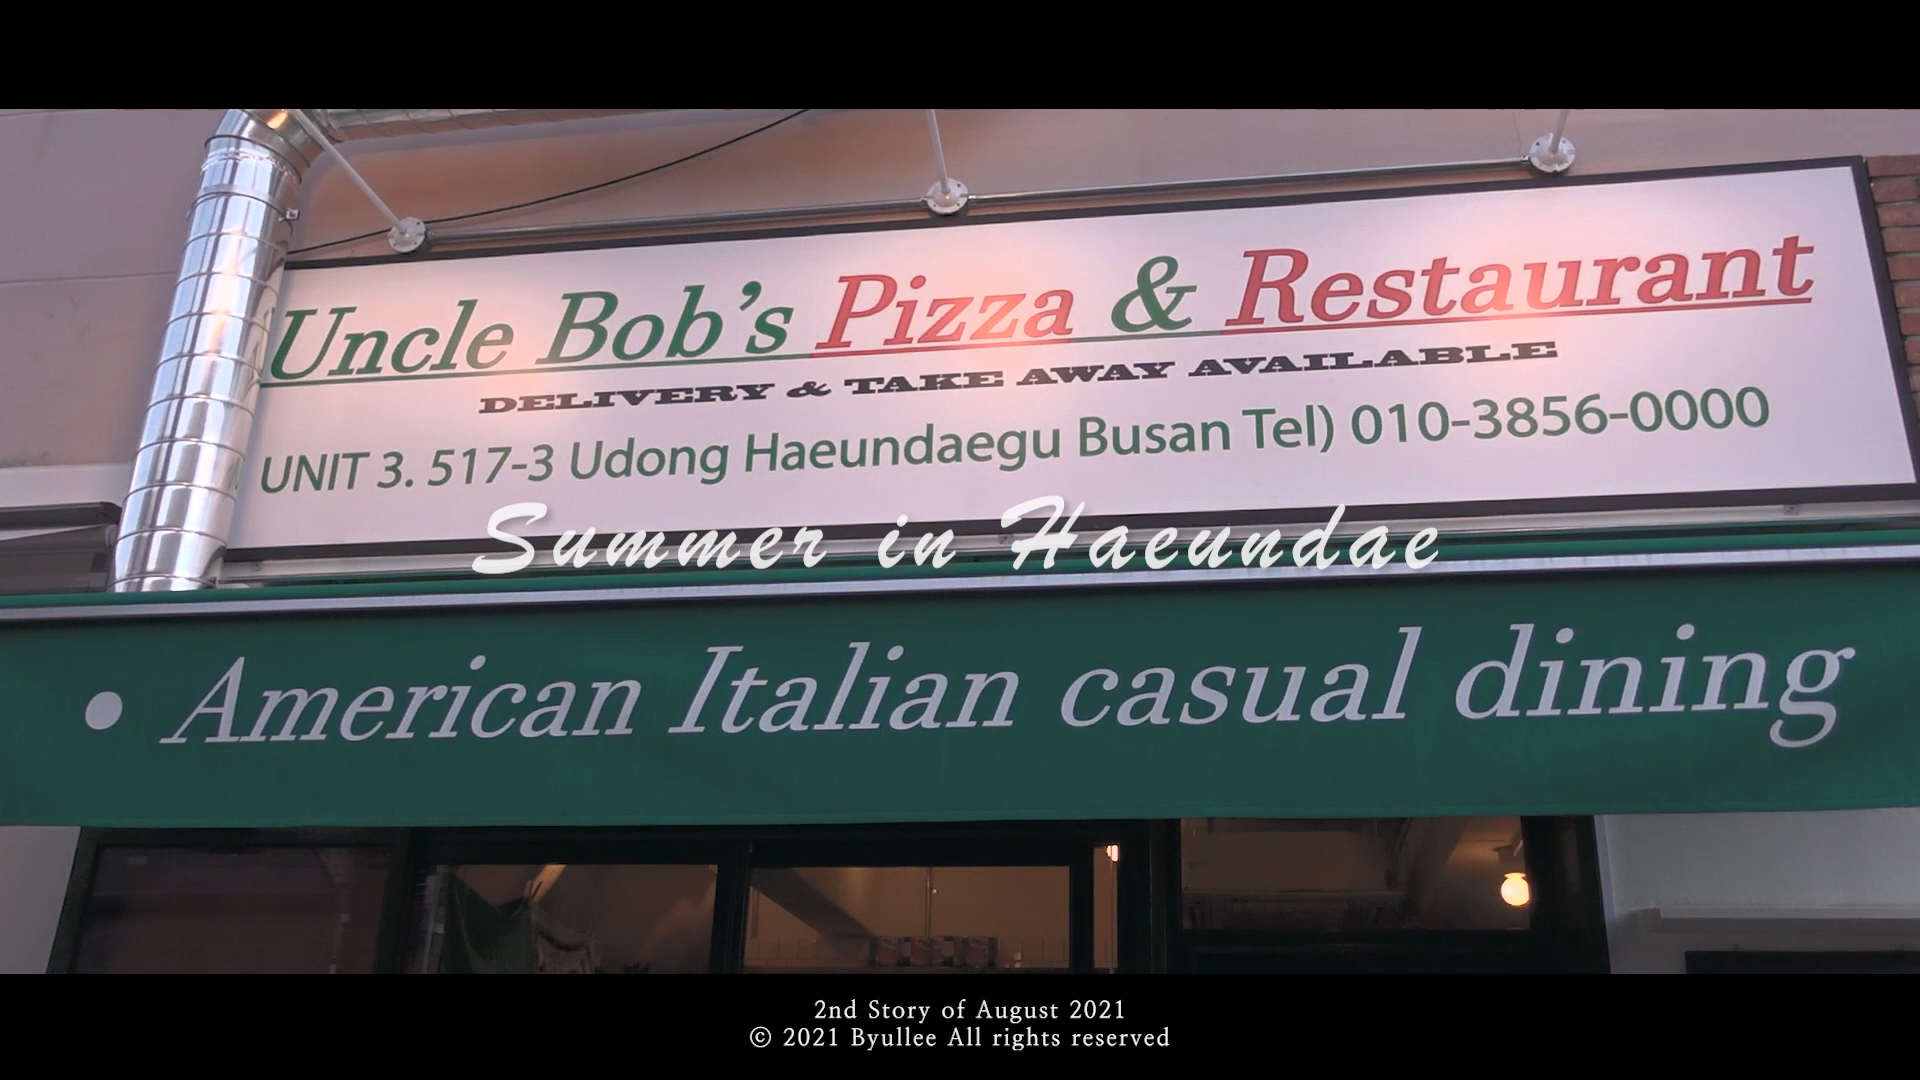 Uncle Bob's Pizza & Restaurant
DELIVERY & TAKE AWAY AVAILABLE
UNIT 3. 517-3 Udong Haeundaegu Busan Tel) 010-3856-0000
Summer in Haeundae
• American Italian casual dining
2nd Story of August 2021
© 2021 Byullee All rights reserved